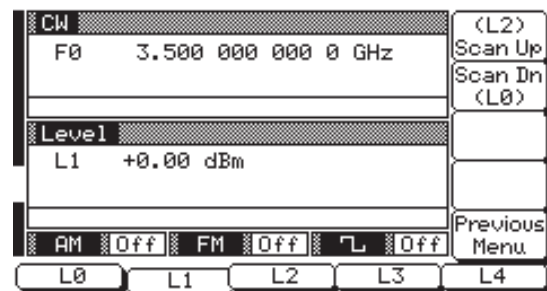 CW
F0 3.500 000 000 0 GHz
Level
L1 +0.00 dBm
AM Off FM Off Off
(L2)
Scan Up
Scan Dn
(L0)
Previous
Menu
L0 L1 L2 L3 L4